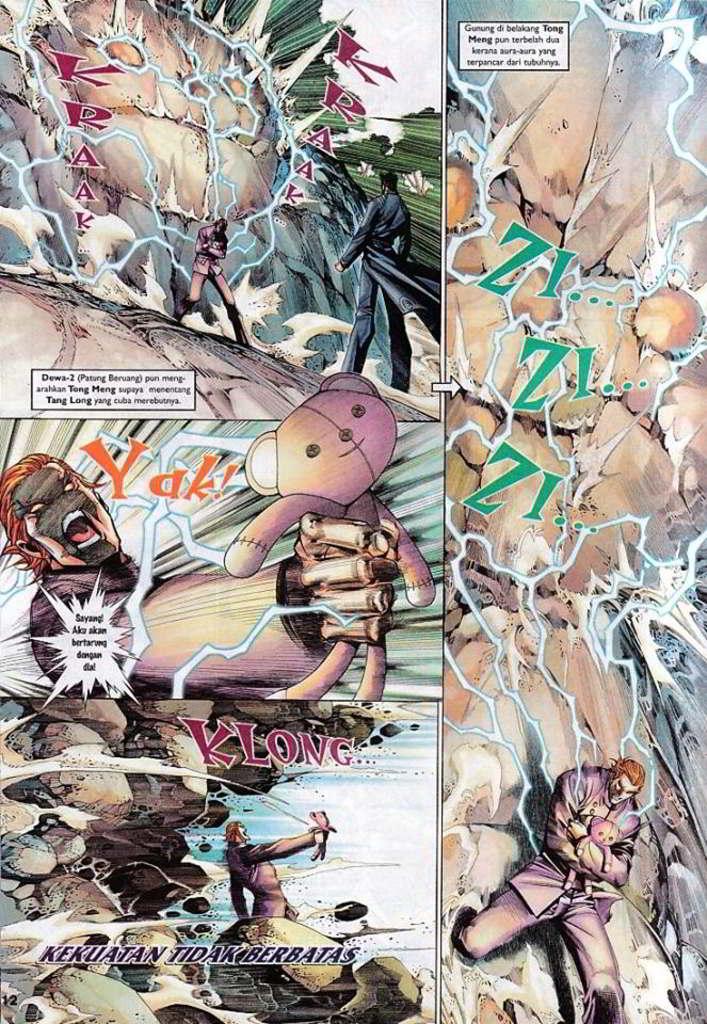 KRAAK
KRAAK...
Dewa-2 (Patung Beruang) pun meng-
arahkan Tong Meng supaya menentang
Tang Long yang cuba merebutnya.
Gunung di belakang Tong
Meng pun terbelah dua
kerana aura-aura yang
terpancar dari tubuhnya.
ZI...
ZI...
ZI...
Yak!
Sayang!
Aku akan
bertarung
dengan
dia!
KLONG...
KEKUATAN TIDAK BERBATAS
12